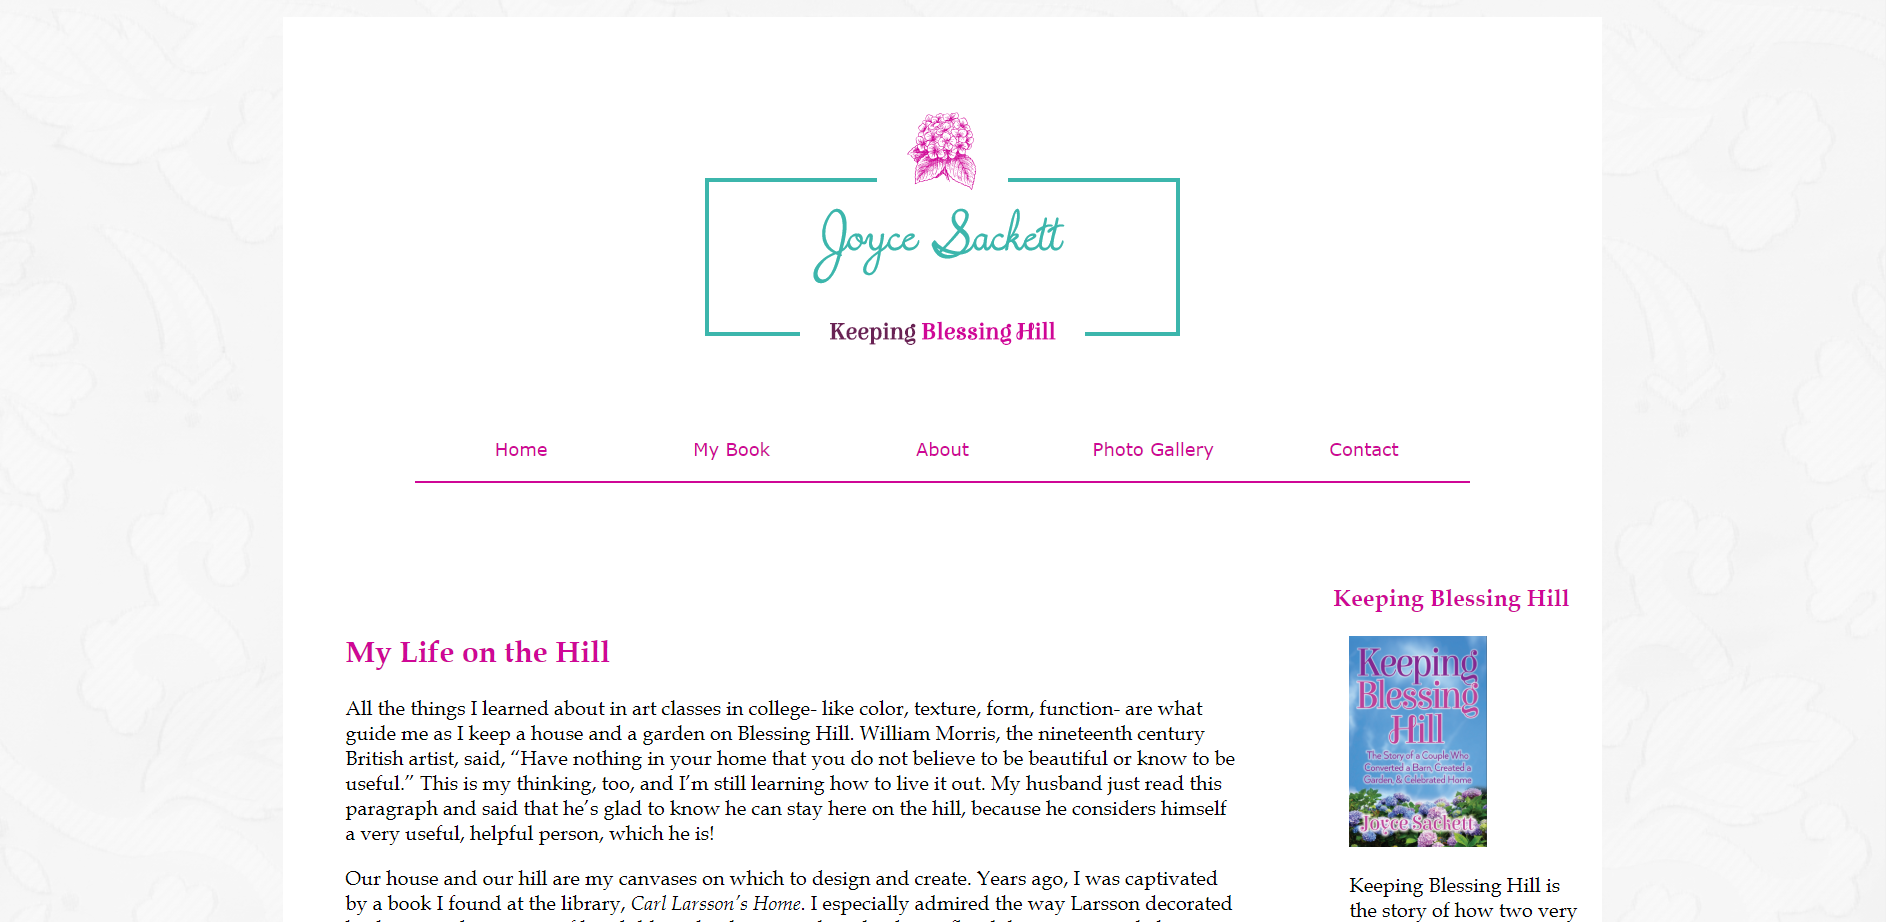 Joyce Sackett
Keeping Blessing Hill
Home
My Book
About
Photo Gallery
Contact
My Life on the Hill
All the things I learned about in art classes in college- like color, texture, form, function- are what
guide me as I keep a house and a garden on Blessing Hill. William Morris, the nineteenth century
British artist, said, “Have nothing in your home that you do not believe to be beautiful or know to be
useful.” This is my thinking, too, and I’m still learning how to live it out. My husband just read this
paragraph and said that he’s glad to know he can stay here on the hill, because he considers himself
a very useful, helpful person, which he is!
Our house and our hill are my canvases on which to design and create. Years ago, I was captivated
by a book I found at the library, Carl Larsson’s Home. I especially admired the way Larsson decorated
Keeping Blessing Hill
Keeping
Blessing
Hill
The Story of a Couple Who
Converted a Barn, Created a
Garden, & Celebrated Home
Joyce Sackett
Keeping Blessing Hill is
the story of how two very